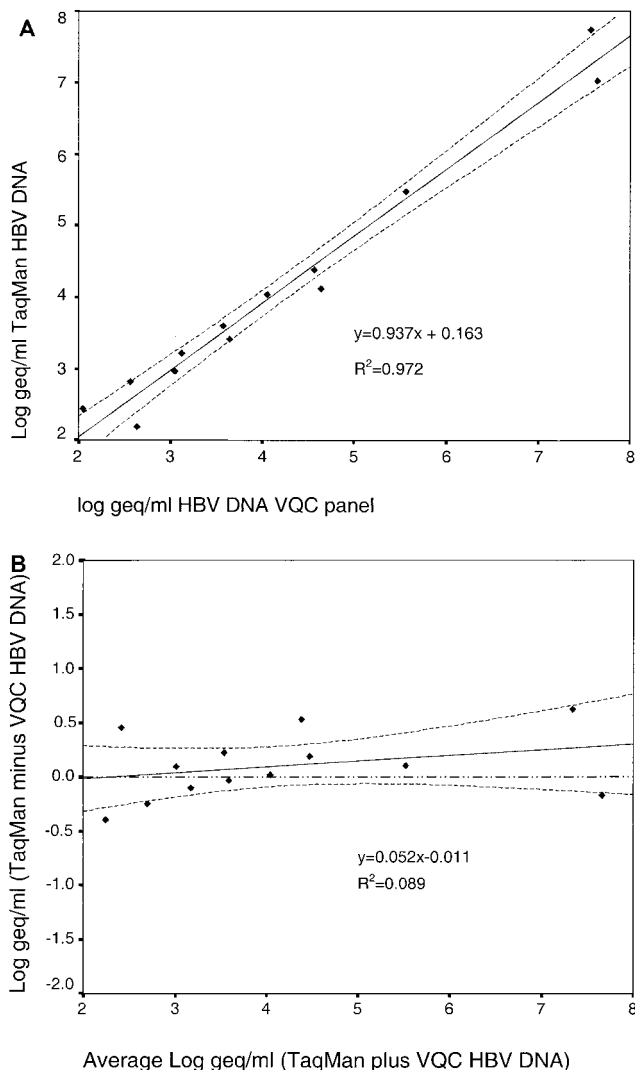 A
8
7
6
5
4
3
2
Log geq/ml TaqMan HBV DNA
y=0.937x + 0.163
R²=0.972
2 3 4 5 6 7 8
log geq/ml HBV DNA VQC panel
B
2.0
1.5
1.0
0.5
0.0
-0.5
-1.0
-1.5
-2.0
Log geq/ml (TaqMan minus VQC HBV DNA)
y=0.052x-0.011
R²=0.089
2 3 4 5 6 7 8
Average Log geq/ml (TaqMan plus VQC HBV DNA)